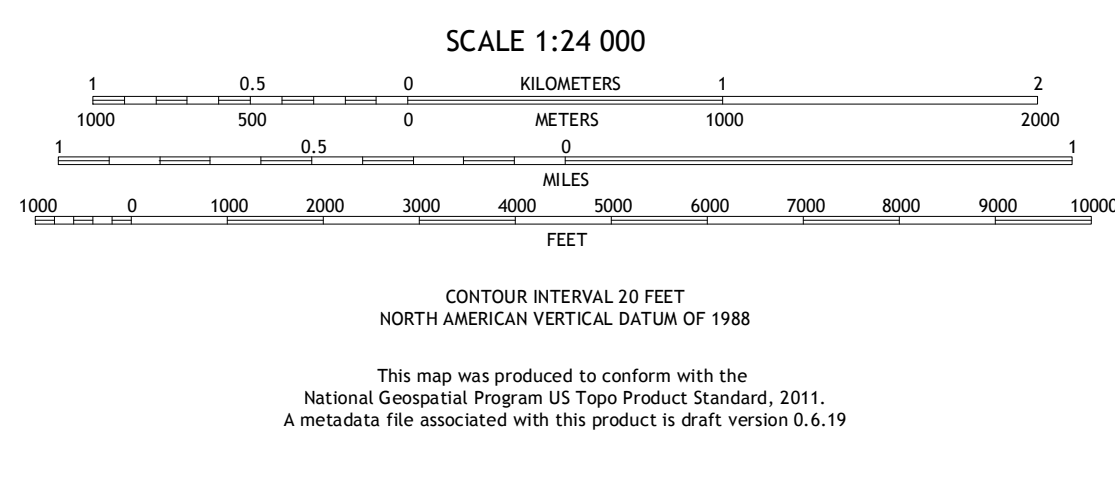 SCALE 1:24 000
1 0.5 0 KILOMETERS 1 2
1000 500 0 METERS 1000 2000
1 0.5 0 1
MILES
1000 0 1000 2000 3000 4000 5000 6000 7000 8000 9000 10000
FEET
CONTOUR INTERVAL 20 FEET
NORTH AMERICAN VERTICAL DATUM OF 1988
This map was produced to conform with the
National Geospatial Program US Topo Product Standard, 2011.
A metadata file associated with this product is draft version 0.6.19